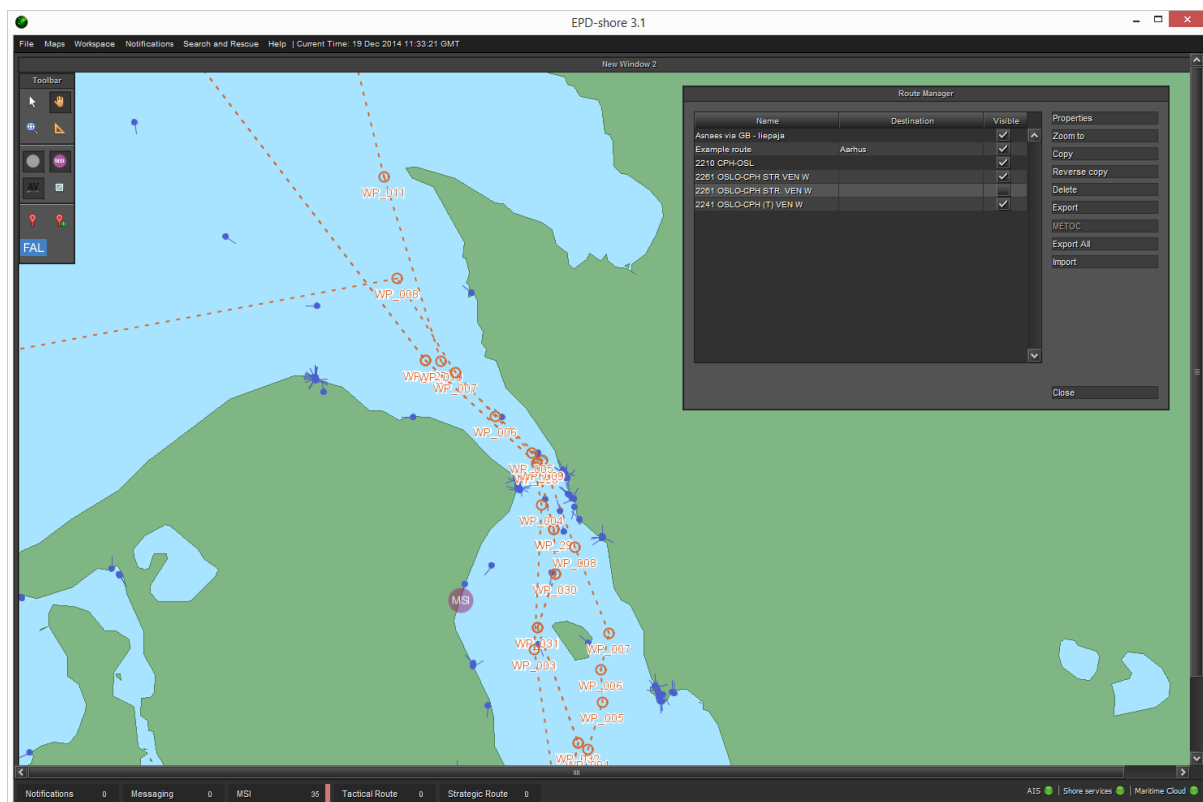 EPD-shore 3.1
File Maps Workspace Notifications Search and Rescue Help | Current Time: 19 Dec 2014 11:33:21 GMT
New Window 2
Toolbar
MSI
AV
FAL
Route Manager
Name Destination Visible
Asnaes via GB - liepaja
Example route Aarhus
2210 CPH-OSL
2261 OSLO-CPH STR VEN W
2261 OSLO-CPH STR. VEN W
2241 OSLO-CPH (T) VEN W
Properties
Zoom to
Copy
Reverse copy
Delete
Export
METOC
Export All
Import
Close
WP_011
WP_008
WP_007
WP_006
WP_005
WP_009
WP_004
WP_29
WP_008
WP_030
MSI
WP_031
WP_007
WP_003
WP_006
WP_005
WP_032
Notifications 0 Messaging 0 MSI 35 Tactical Route 0 Strategic Route 0
AIS | Shore services | Maritime Cloud